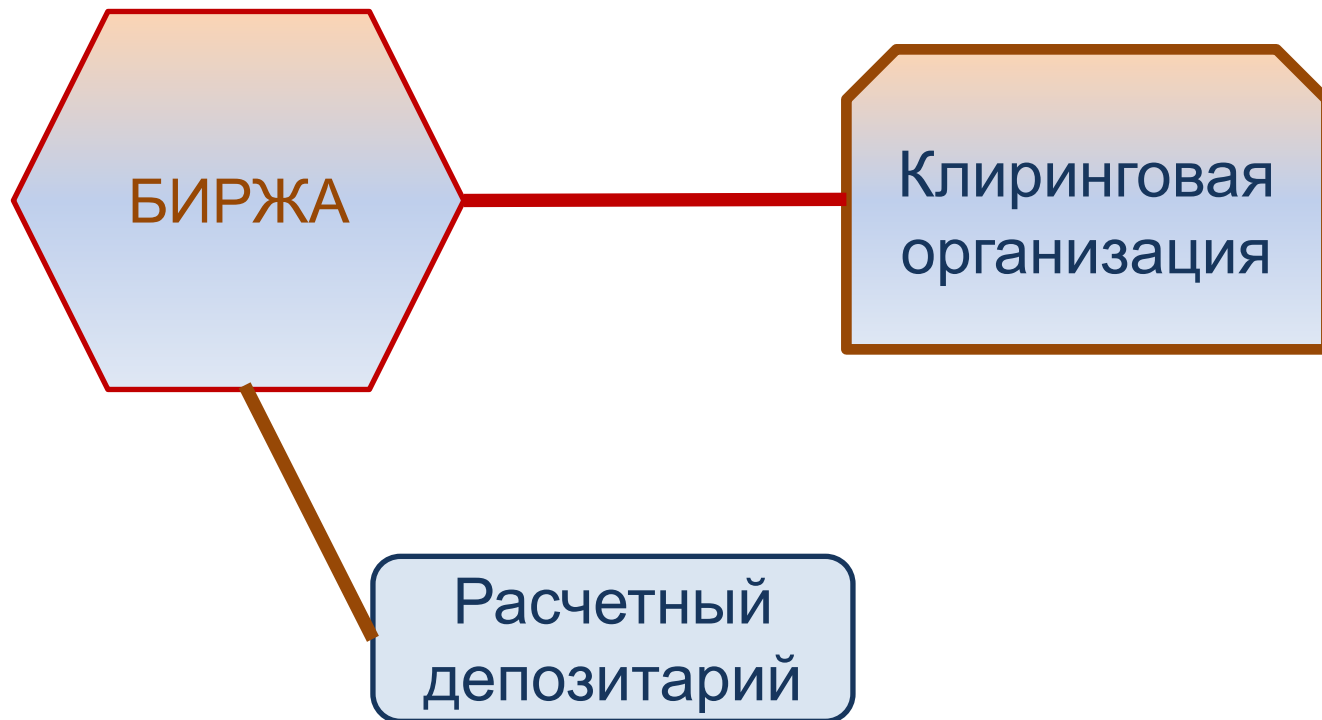 БИРЖА
Клиринговая
организация
Расчетный
депозитарий